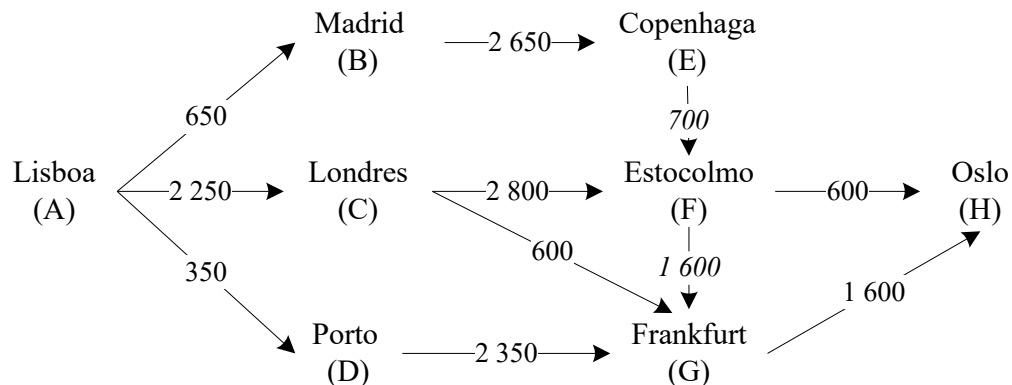 Madrid
(B)
2 650
Copenhaga
(E)
650
700
Lisboa
(A)
2 250
Londres
(C)
2 800
Estocolmo
(F)
600
Oslo
(H)
350
600
1 600
1 600
Porto
(D)
2 350
Frankfurt
(G)